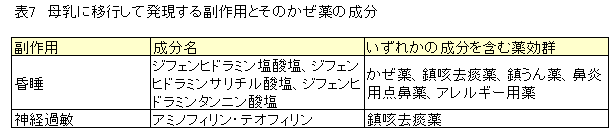 表7 母乳に移行して発現する副作用とそのかぜ薬の成分
副作用 成分名 いずれかの成分を含む薬効群
昏睡
ジフェンヒドラミン塩酸塩、ジフェン
ヒドラミンサリチル酸塩、ジフェンヒ
ドラミンタンニン酸塩
かぜ薬、鎮咳去痰薬、鎮うん薬、鼻炎
用点鼻薬、アレルギー用薬
神経過敏 アミノフィリン・テオフィリン 鎮咳去痰薬